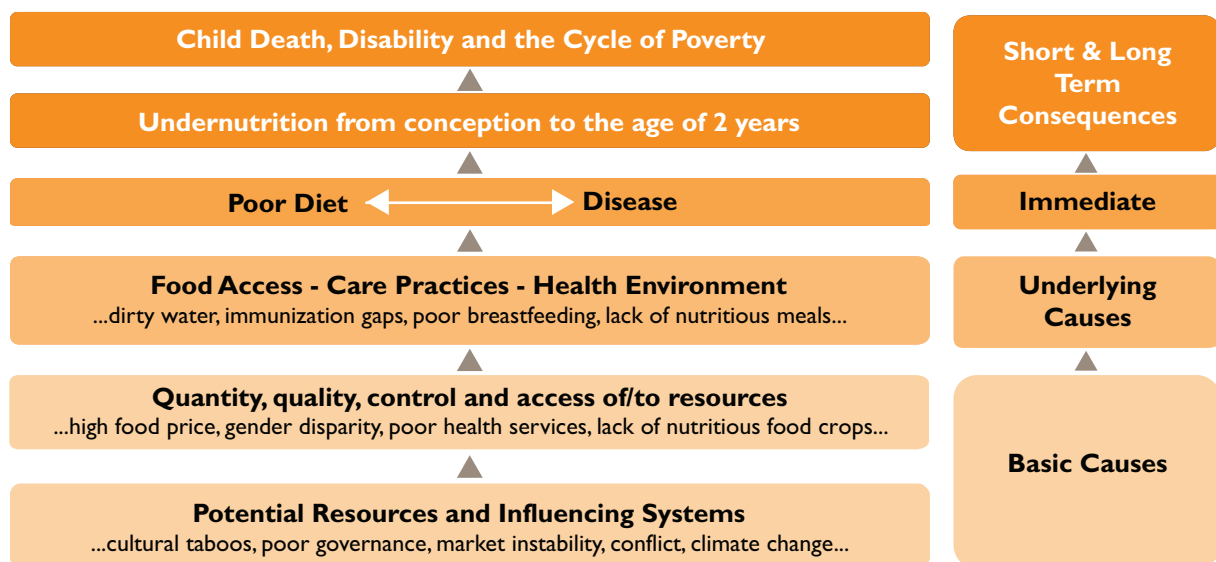 Child Death, Disability and the Cycle of Poverty
Undernutrition from conception to the age of 2 years
Short & Long
Term
Consequences
Poor Diet
Disease
Immediate
Food Access - Care Practices - Health Environment
...dirty water, immunization gaps, poor breastfeeding, lack of nutritious meals...
Underlying
Causes
Quantity, quality, control and access of/to resources
...high food price, gender disparity, poor health services, lack of nutritious food crops...
Potential Resources and Influencing Systems
...cultural taboos, poor governance, market instability, conflict, climate change...
Basic Causes